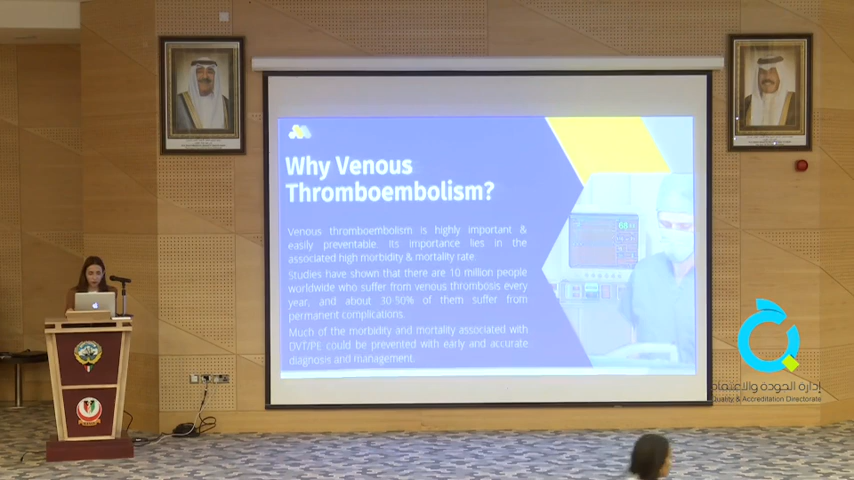 Why Venous
Thromboembolism?
Venous thromboembolism is highly important &
easily preventable. Its importance lies in the
associated high morbidity & mortality rate.
Studies have shown that there are 10 million people
worldwide who suffer from venous thrombosis every
year, and about 30-50% of them suffer from
permanent complications.
Much of the morbidity and mortality associated with
DVT/PE could be prevented with early and accurate
diagnosis and management.
68
إدارة الجودة والاعتماد
Quality & Accreditation Directorate